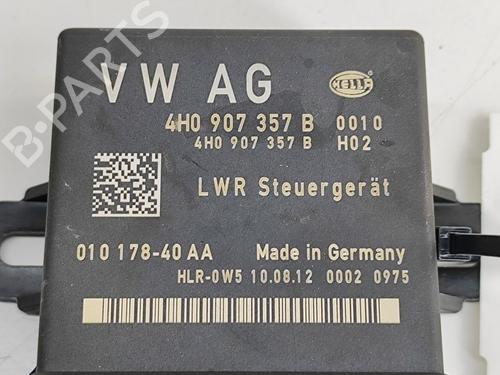 B-PARTS
VW AG
HELLA
4H0 907 357 B 0010
4H0 907 357 B H02
LWR Steuergerät
010 178-40 AA Made in Germany
HLR-0W5 10.08.12 0002 0975